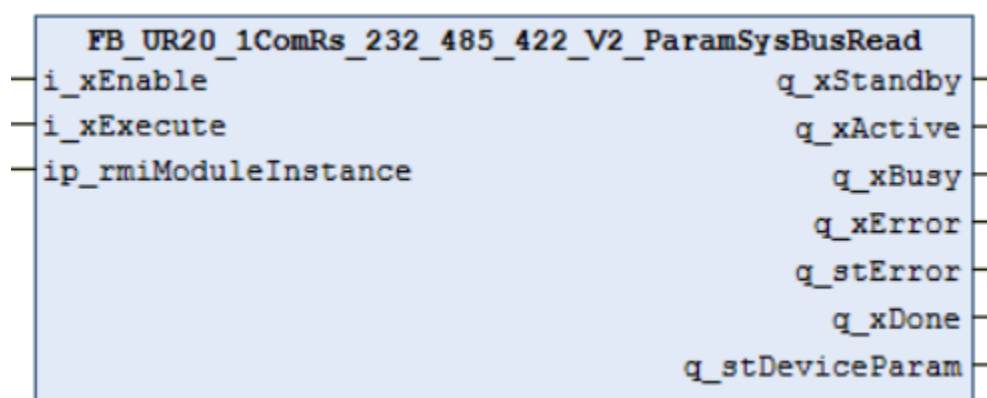 FB_UR20_1ComRs_232_485_422_V2_ParamSysBusRead
i_xEnable q_xStandby
i_xExecute q_xActive
ip_rmiModuleInstance q_xBusy
q_xError
q_stError
q_xDone
q_stDeviceParam